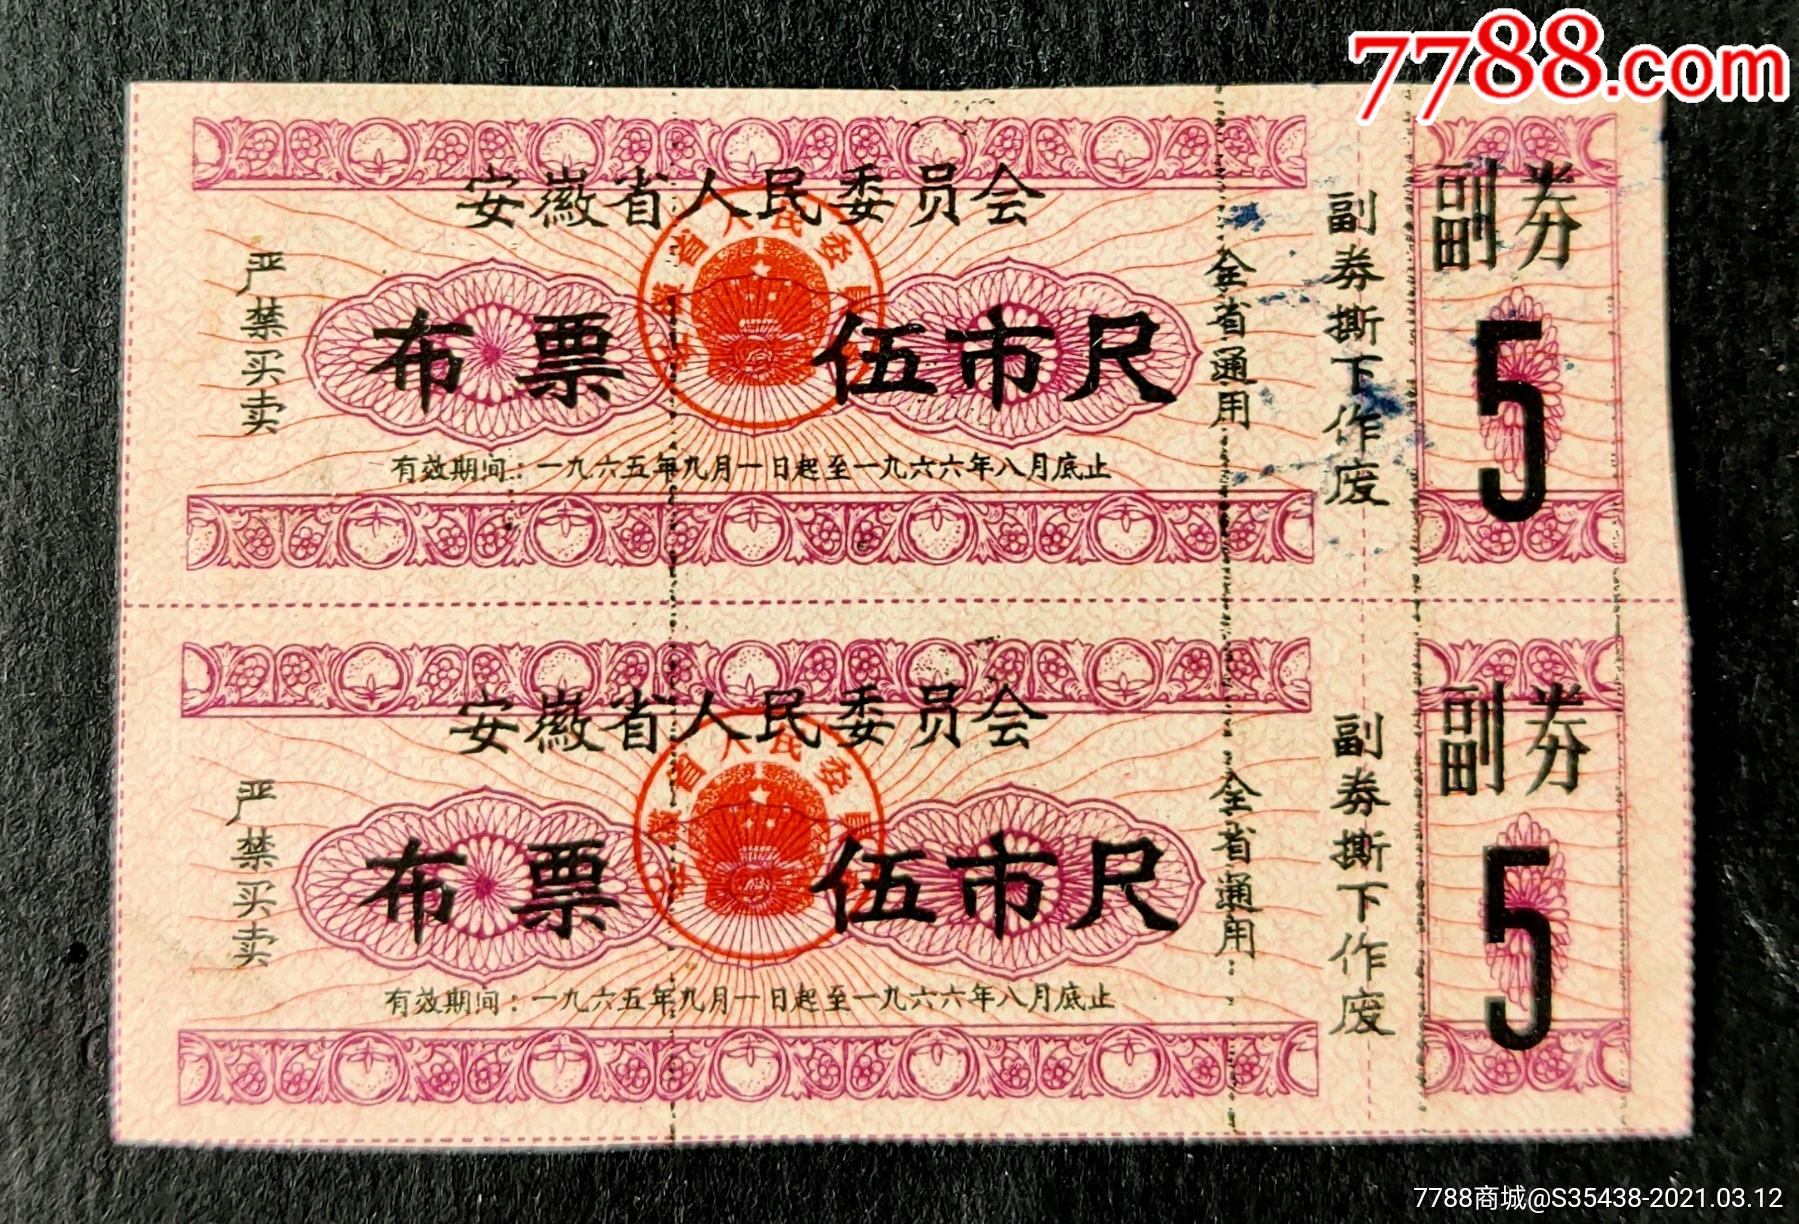 7788.com
安徽省人民委员会
严禁买卖
布票 伍市尺
全省通用
有效期间：一九六五年九月一日起至一九六六年八月底止
副券撕下作废
副券
5
安徽省人民委员会
严禁买卖
布票 伍市尺
全省通用
有效期间：一九六五年九月一日起至一九六六年八月底止
副券撕下作废
副券
5
7788商城@S35438-2021.03.12